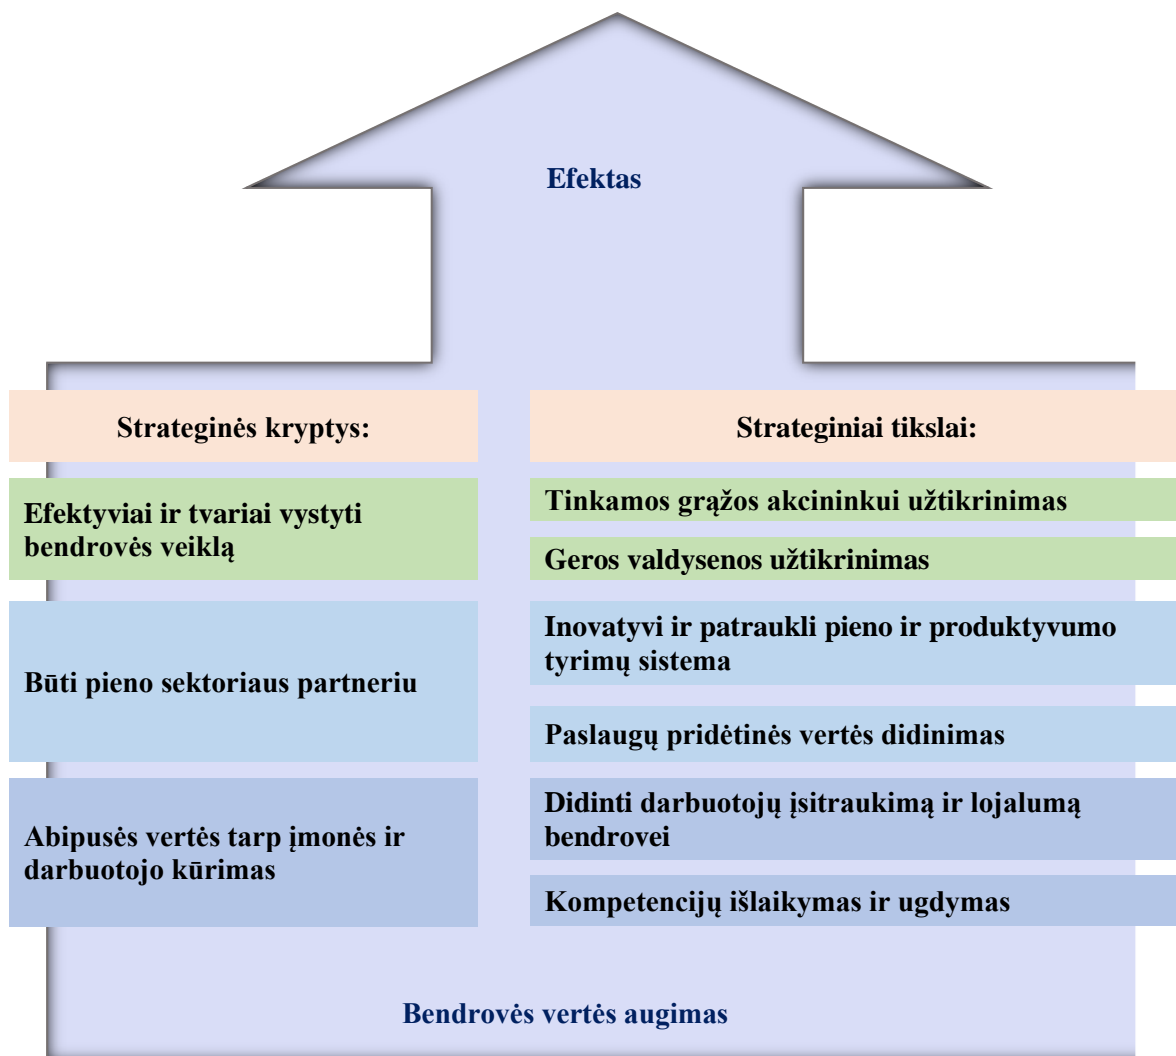 Efektas
Strateginės kryptys:
Strateginiai tikslai:
Efektyviai ir tvariai vystyti
bendrovės veiklą
Tinkamos grąžos akcininkui užtikrinimas
Geros valdysenos užtikrinimas
Būti pieno sektoriaus partneriu
Inovatyvi ir patraukli pieno ir produktyvumo
tyrimų sistema
Paslaugų pridėtinės vertės didinimas
Abipusės vertės tarp įmonės ir
darbuotojo kūrimas
Didinti darbuotojų įsitraukimą ir lojalumą
bendrovei
Kompetencijų išlaikymas ir ugdymas
Bendrovės vertės augimas